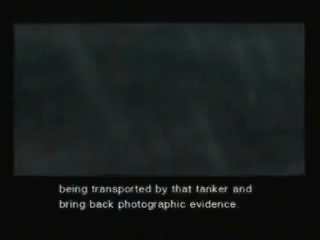 being transported by that tanker and
bring back photographic evidence.